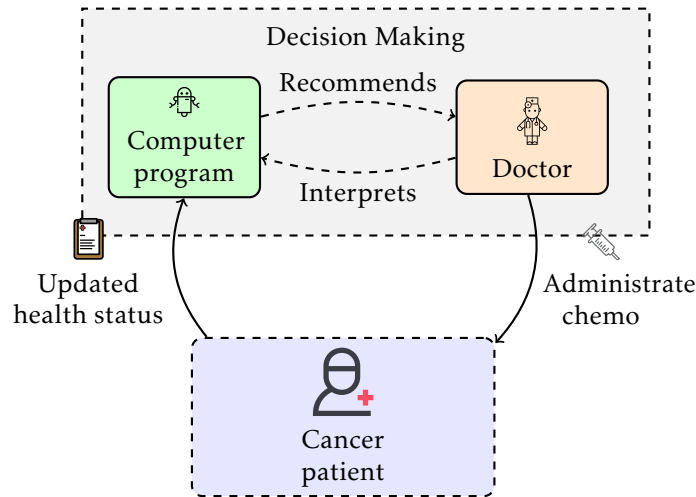 Decision Making
Recommends
Computer
program
Doctor
Interprets
Updated
health status
Administrate
chemo
Cancer
patient